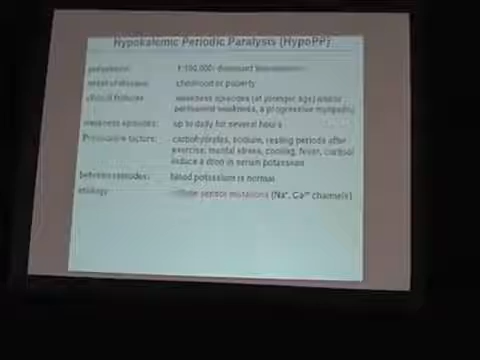 Hypokalemic Periodic Paralysis (HypoPP)
prevalence: 1:100,000, dominant
onset of disease: childhood or puberty
clinical features: weakness episodes (at younger age) and/or
permanent weakness, a progressive myopathy
weakness episodes: up to daily for several hours
Provocative factors: carbohydrates, sodium, resting periods after
exercise, mental stress, cooling, fever, cortisol
induce a drop in serum potassium
between episodes: blood potassium is normal
etiology: voltage sensor mutations (Na⁺, Ca²⁺ channels)